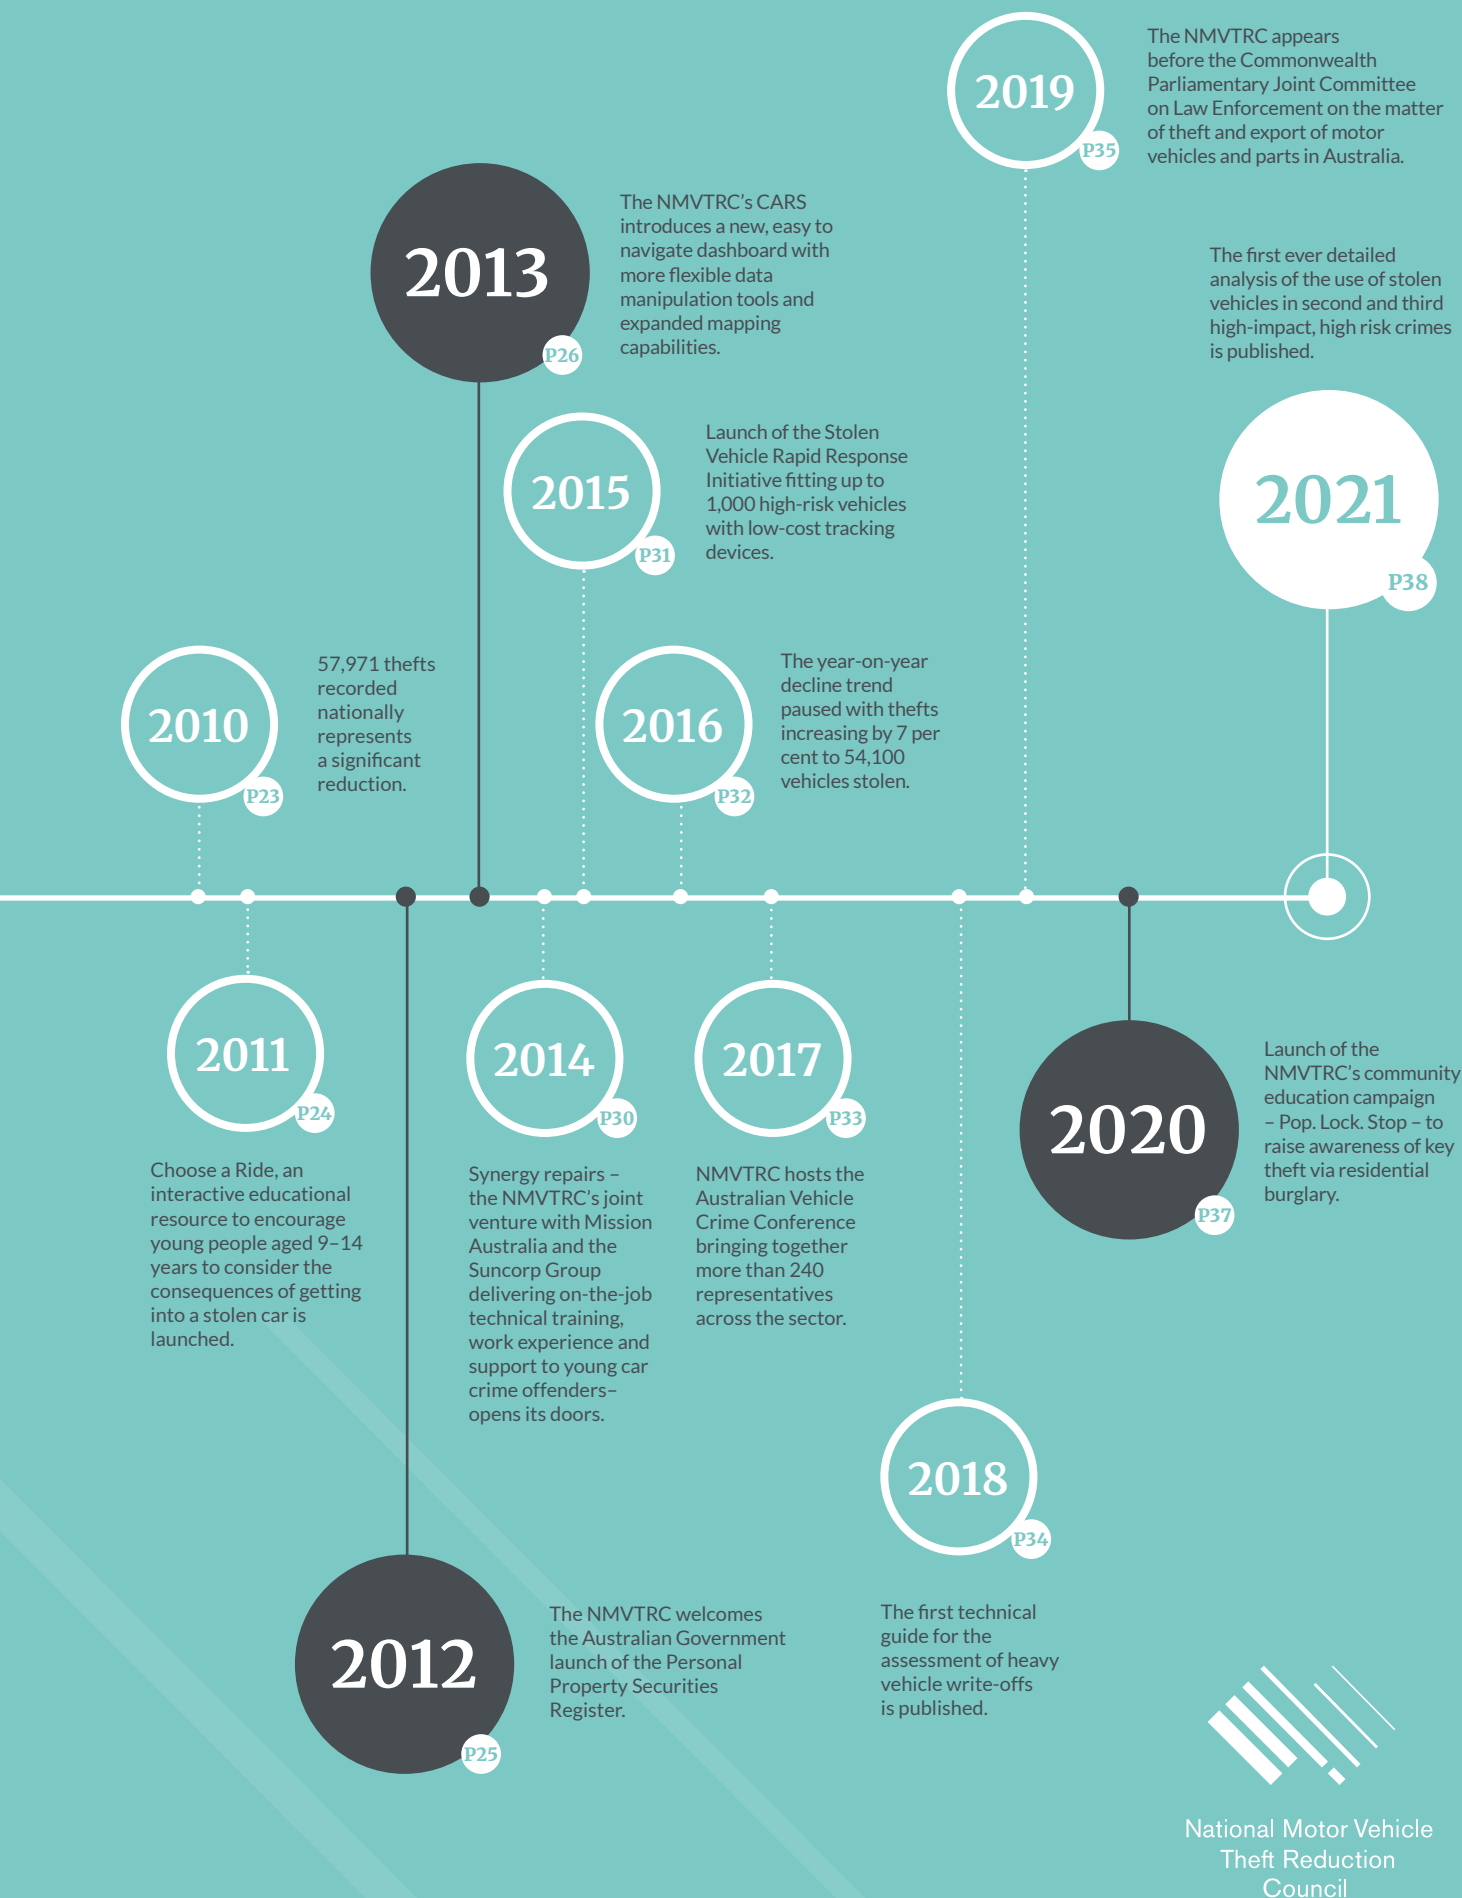 2019
P35
The NMVTRC appears
before the Commonwealth
Parliamentary Joint Committee
on Law Enforcement on the matter
of theft and export of motor
vehicles and parts in Australia.
2013
P26
The NMVTRC's CARS
introduces a new, easy to
navigate dashboard with
more flexible data
manipulation tools and
expanded mapping
capabilities.
The first ever detailed
analysis of the use of stolen
vehicles in second and third
high-impact, high risk crimes
is published.
2021
P38
2015
P31
Launch of the Stolen
Vehicle Rapid Response
Initiative fitting up to
1,000 high-risk vehicles
with low-cost tracking
devices.
2010
P23
57,971 thefts
recorded
nationally
represents
a significant
reduction.
2016
P32
The year-on-year
decline trend
paused with thefts
increasing by 7 per
cent to 54,100
vehicles stolen.
2011
P24
Choose a Ride, an
interactive educational
resource to encourage
young people aged 9–14
years to consider the
consequences of getting
into a stolen car is
launched.
2014
P30
Synergy repairs –
the NMVTRC's joint
venture with Mission
Australia and the
Suncorp Group
delivering on-the-job
technical training,
work experience and
support to young car
crime offenders–
opens its doors.
2017
P33
NMVTRC hosts the
Australian Vehicle
Crime Conference
bringing together
more than 240
representatives
across the sector.
2020
P37
Launch of the
NMVTRC's community
education campaign
– Pop. Lock. Stop – to
raise awareness of key
theft via residential
burglary.
2018
P34
The first technical
guide for the
assessment of heavy
vehicle write-offs
is published.
2012
P25
The NMVTRC welcomes
the Australian Government
launch of the Personal
Property Securities
Register.
National Motor Vehicle
Theft Reduction
Council